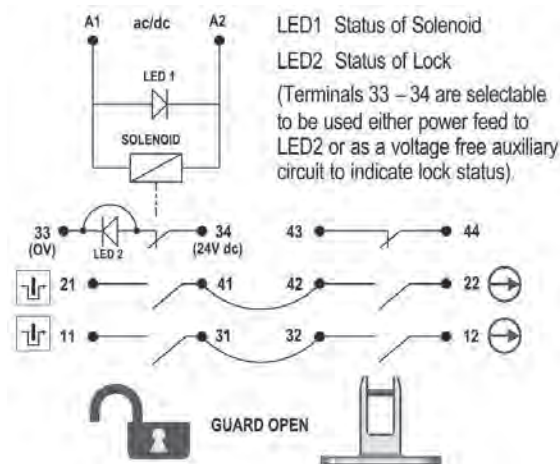 A1 ac/dc A2
LED 1
SOLENOID
LED1 Status of Solenoid
LED2 Status of Lock
(Terminals 33 – 34 are selectable
to be used either power feed to
LED2 or as a voltage free auxiliary
circuit to indicate lock status)
33 34 43 44
(OV) LED 2 (24V dc)
21 41 42 22
11 31 32 12
GUARD OPEN